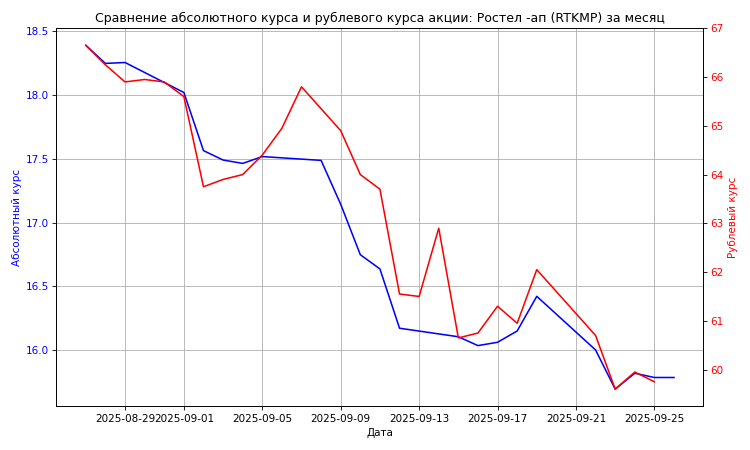 Сравнение абсолютного курса и рублевого курса акции: Ростел -ап (RTKMP) за месяц
Абсолютный курс
18.5
18.0
17.5
17.0
16.5
16.0
67
66
65
64
63
62
61
60
Рублевый курс
2025-08-29 2025-09-01 2025-09-05 2025-09-09 2025-09-13 2025-09-17 2025-09-21 2025-09-25
Дата